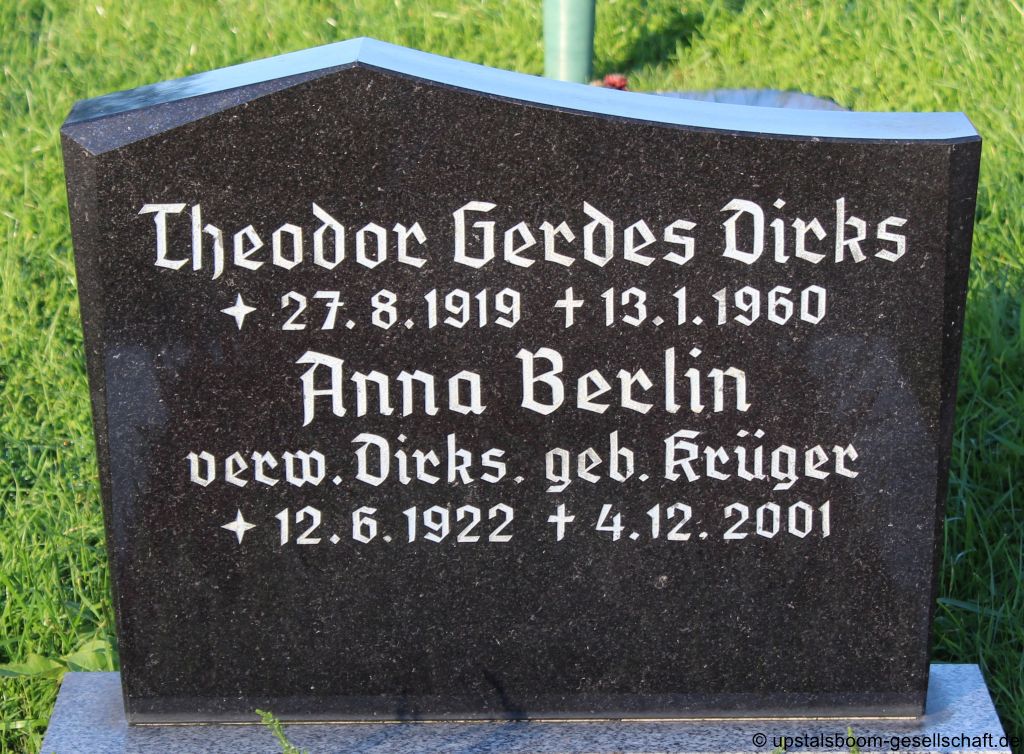 Theodor Gerdes Dirks
✦ 27.8.1919 † 13.1.1960
Anna Berlin
verw. Dirks. geb. Krüger
✦ 12.6.1922 † 4.12.2001
© upstalsboom-gesellschaft.de